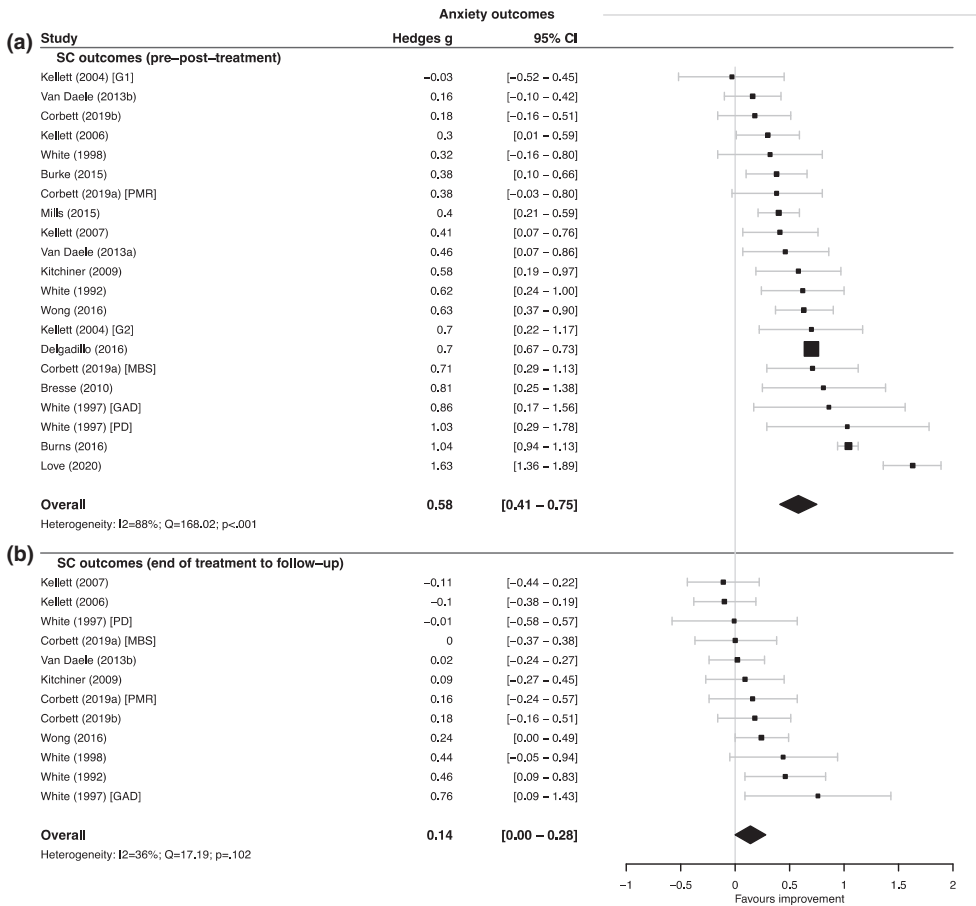 Anxiety outcomes
(a) Study Hedges g 95% CI
SC outcomes (pre–post–treatment)
Kellett (2004) [G1] −0.03 [−0.52 – 0.45]
Van Daele (2013b) 0.16 [−0.10 – 0.42]
Corbett (2019b) 0.18 [−0.16 – 0.51]
Kellett (2006) 0.3 [0.01 – 0.59]
White (1998) 0.32 [−0.16 – 0.80]
Burke (2015) 0.38 [0.10 – 0.66]
Corbett (2019a) [PMR] 0.38 [−0.03 – 0.80]
Mills (2015) 0.4 [0.21 – 0.59]
Kellett (2007) 0.41 [0.07 – 0.76]
Van Daele (2013a) 0.46 [0.07 – 0.86]
Kitchiner (2009) 0.58 [0.19 – 0.97]
White (1992) 0.62 [0.24 – 1.00]
Wong (2016) 0.63 [0.37 – 0.90]
Kellett (2004) [G2] 0.7 [0.22 – 1.17]
Delgadillo (2016) 0.7 [0.67 – 0.73]
Corbett (2019a) [MBS] 0.71 [0.29 – 1.13]
Bresse (2010) 0.81 [0.25 – 1.38]
White (1997) [GAD] 0.86 [0.17 – 1.56]
White (1997) [PD] 1.03 [0.29 – 1.78]
Burns (2016) 1.04 [0.94 – 1.13]
Love (2020) 1.63 [1.36 – 1.89]
Overall 0.58 [0.41 – 0.75]
Heterogeneity: I2=88%; Q=168.02; p<.001
(b) SC outcomes (end of treatment to follow–up)
Kellett (2007) −0.11 [−0.44 – 0.22]
Kellett (2006) −0.1 [−0.38 – 0.19]
White (1997) [PD] −0.01 [−0.58 – 0.57]
Corbett (2019a) [MBS] 0 [−0.37 – 0.38]
Van Daele (2013b) 0.02 [−0.24 – 0.27]
Kitchiner (2009) 0.09 [−0.27 – 0.45]
Corbett (2019a) [PMR] 0.16 [−0.24 – 0.57]
Corbett (2019b) 0.18 [−0.16 – 0.51]
Wong (2016) 0.24 [0.00 – 0.49]
White (1998) 0.44 [−0.05 – 0.94]
White (1992) 0.46 [0.09 – 0.83]
White (1997) [GAD] 0.76 [0.09 – 1.43]
Overall 0.14 [0.00 – 0.28]
Heterogeneity: I2=36%; Q=17.19; p=.102
−1 −0.5 0 0.5 1 1.5 2
Favours improvement